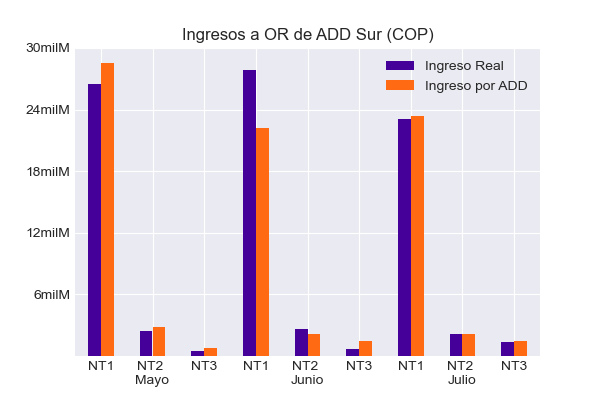 Ingresos a OR de ADD Sur (COP)
30milM
24milM
18milM
12milM
6milM
Ingreso Real
Ingreso por ADD
NT1 NT2 NT3 NT1 NT2 NT3 NT1 NT2 NT3
Mayo Junio Julio